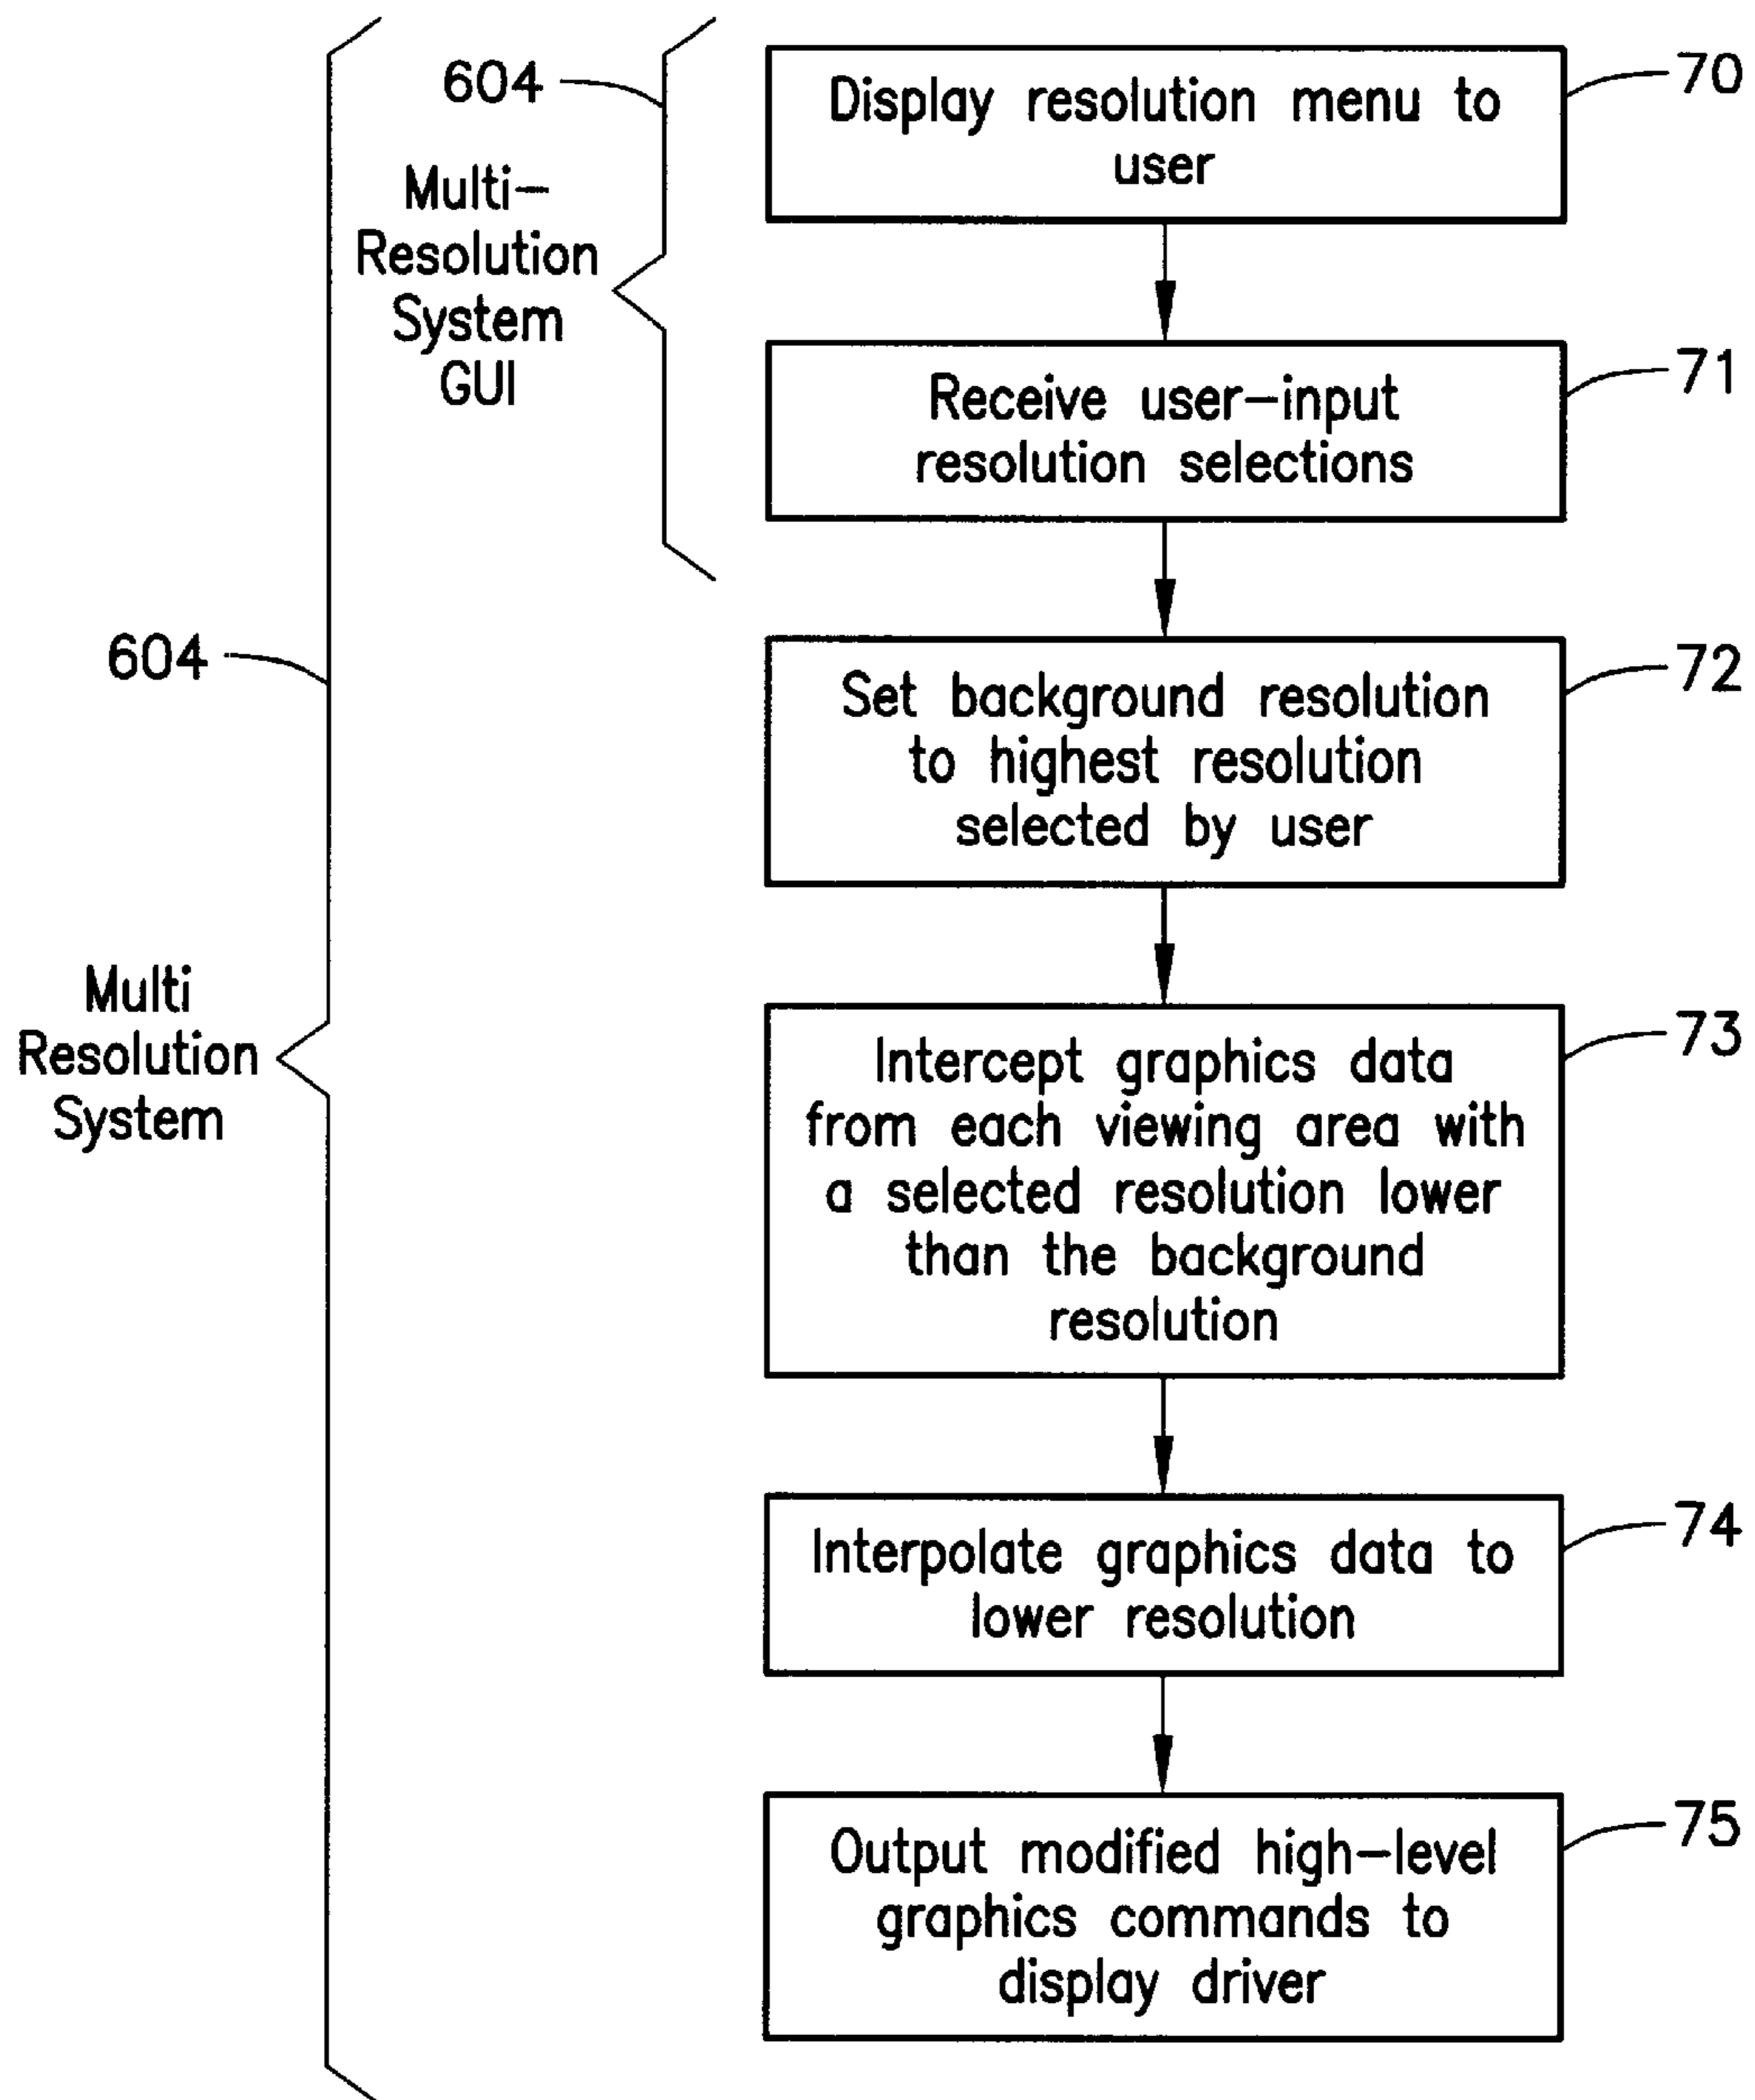 604
Multi-
Resolution
System
GUI
604
Multi
Resolution
System
Display resolution menu to
user
70
Receive user-input
resolution selections
71
Set background resolution
to highest resolution
selected by user
72
Intercept graphics data
from each viewing area with
a selected resolution lower
than the background
resolution
73
Interpolate graphics data to
lower resolution
74
Output modified high-level
graphics commands to
display driver
75